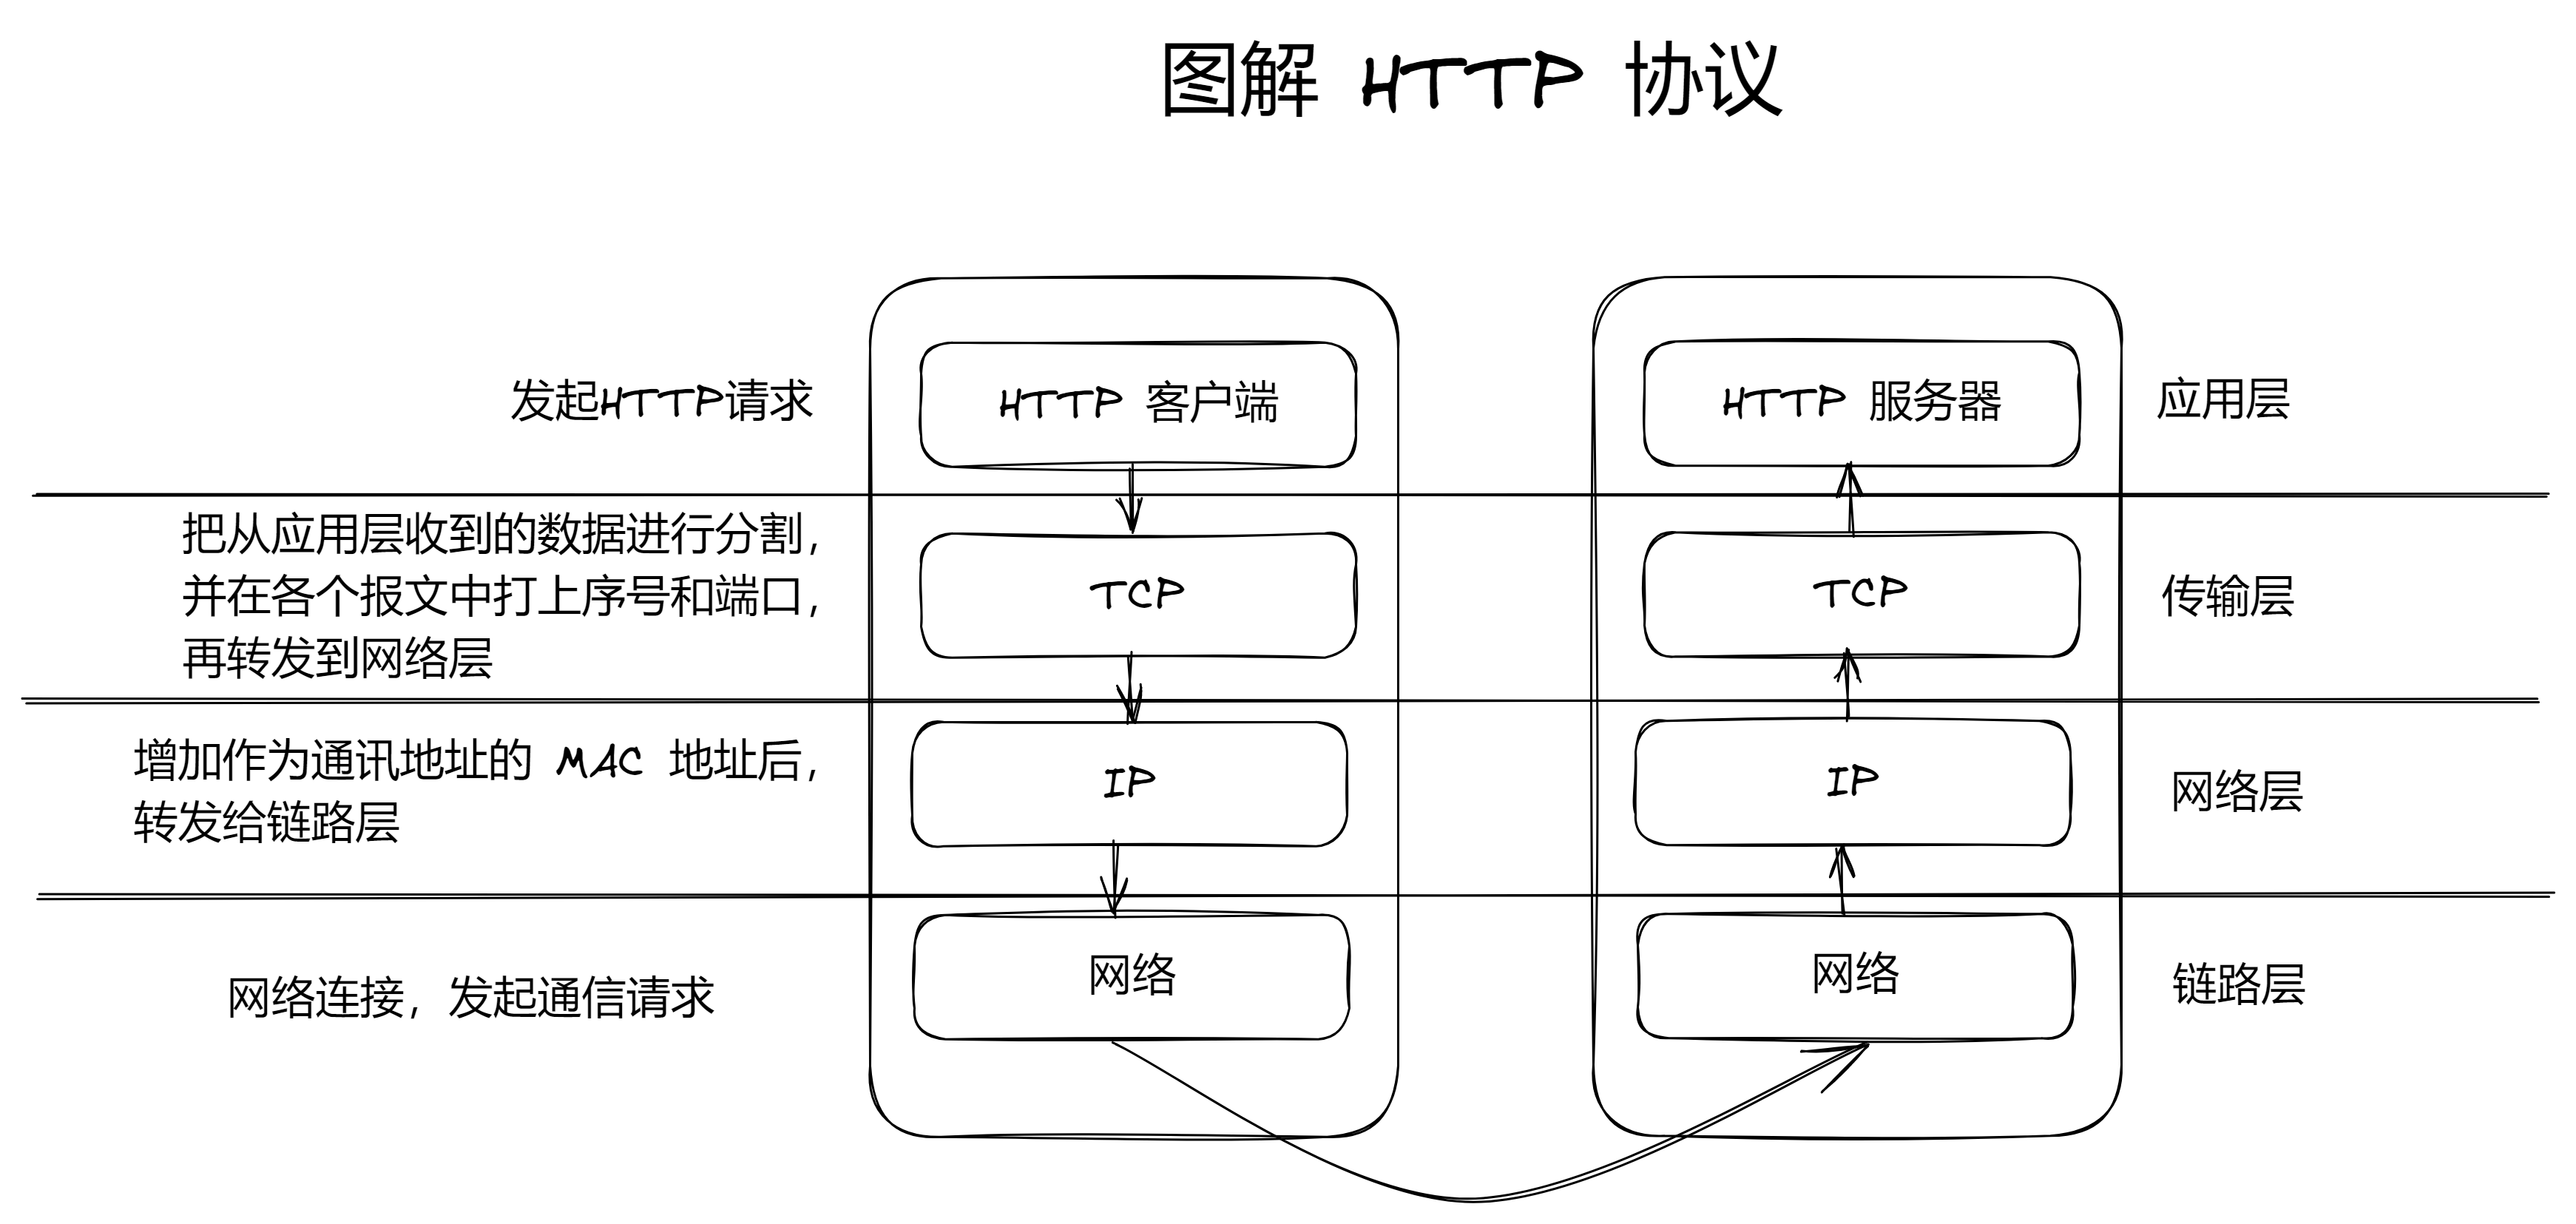 图解 HTTP 协议
发起HTTP请求
HTTP 客户端
HTTP 服务器
应用层
把从应用层收到的数据进行分割，
并在各个报文中打上序号和端口，
再转发到网络层
TCP
TCP
传输层
增加作为通讯地址的 MAC 地址后，
转发给链路层
IP
IP
网络层
网络连接，发起通信请求
网络
网络
链路层